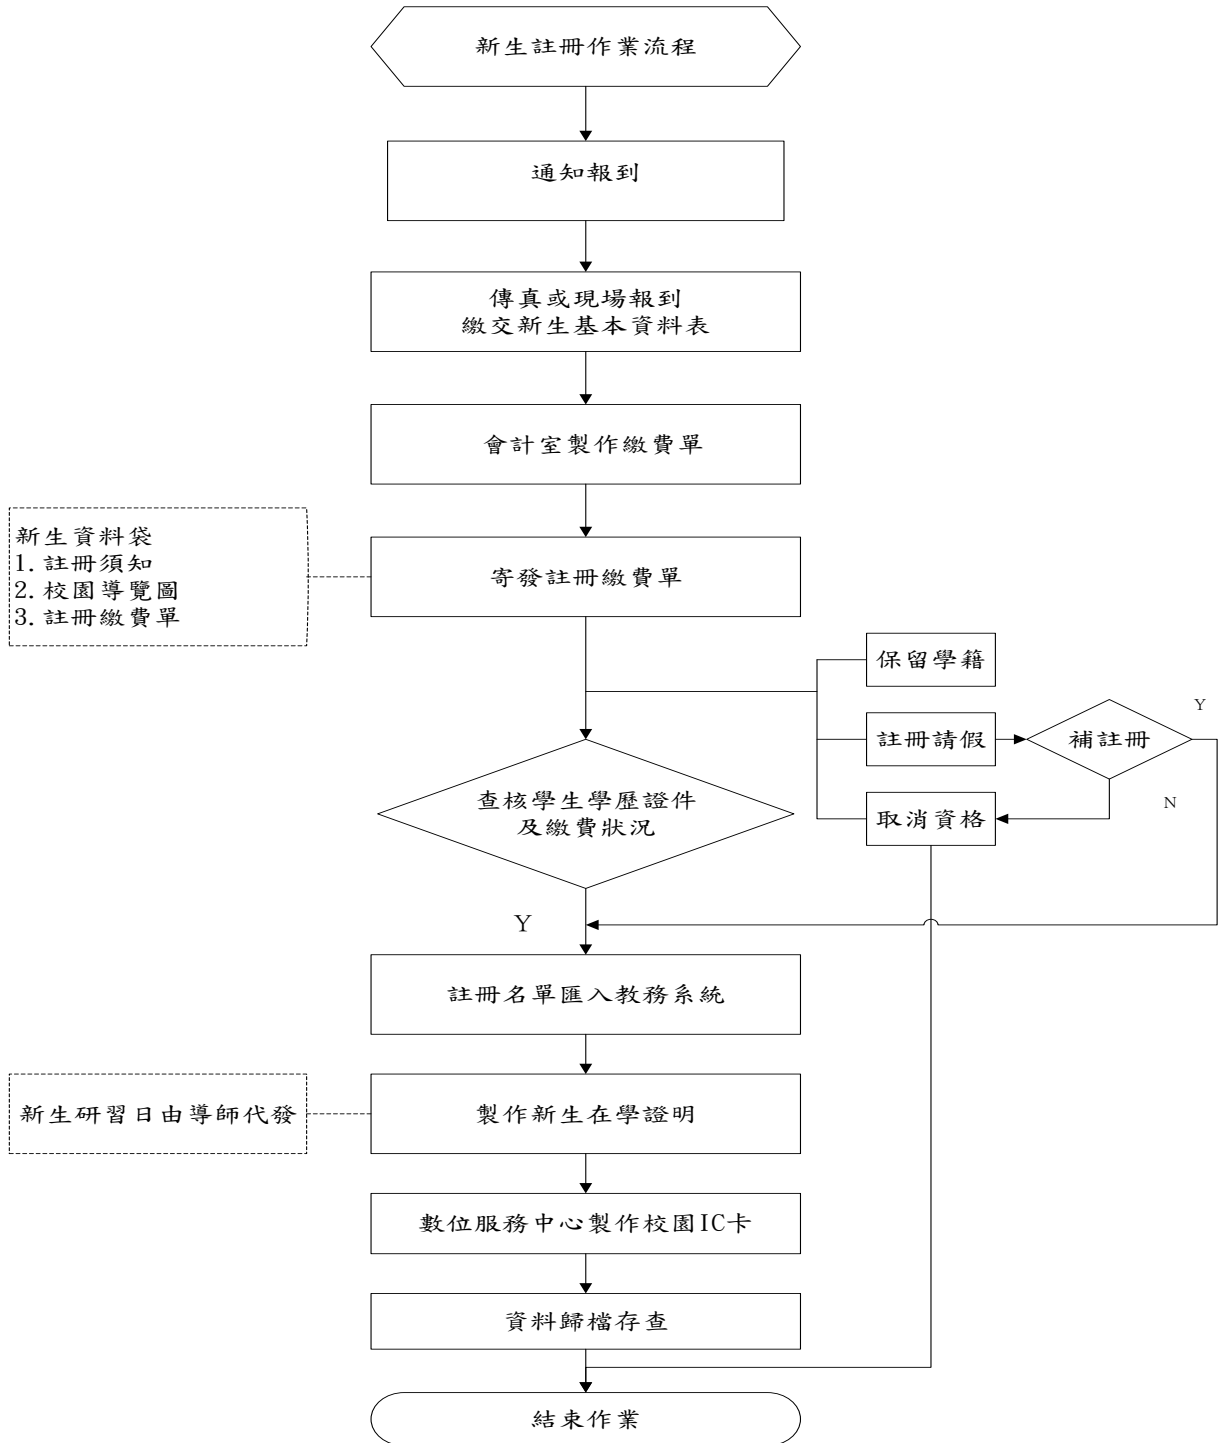 新生註冊作業流程
通知報到
傳真或現場報到
繳交新生基本資料表
會計室製作繳費單
新生資料袋
1. 註冊須知
2. 校園導覽圖
3. 註冊繳費單
寄發註冊繳費單
保留學籍
註冊請假
補註冊
Y
N
取消資格
查核學生學歷證件
及繳費狀況
Y
註冊名單匯入教務系統
新生研習日由導師代發
製作新生在學證明
數位服務中心製作校園IC卡
資料歸檔存查
結束作業